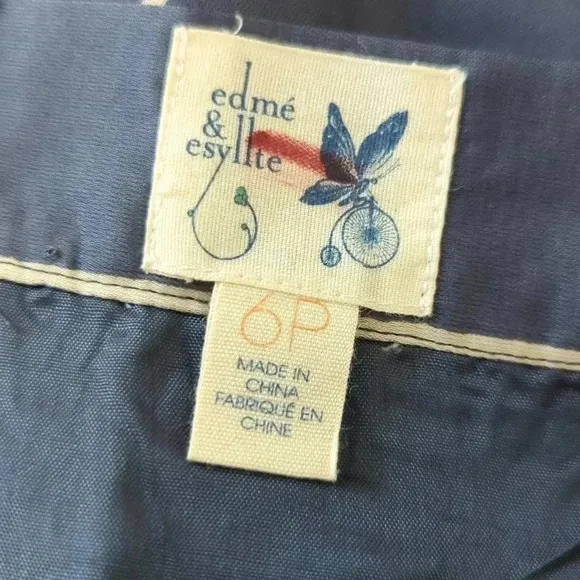 edmé
&
esyllte
6P
MADE IN
CHINA
FABRIQUÉ EN
CHINE